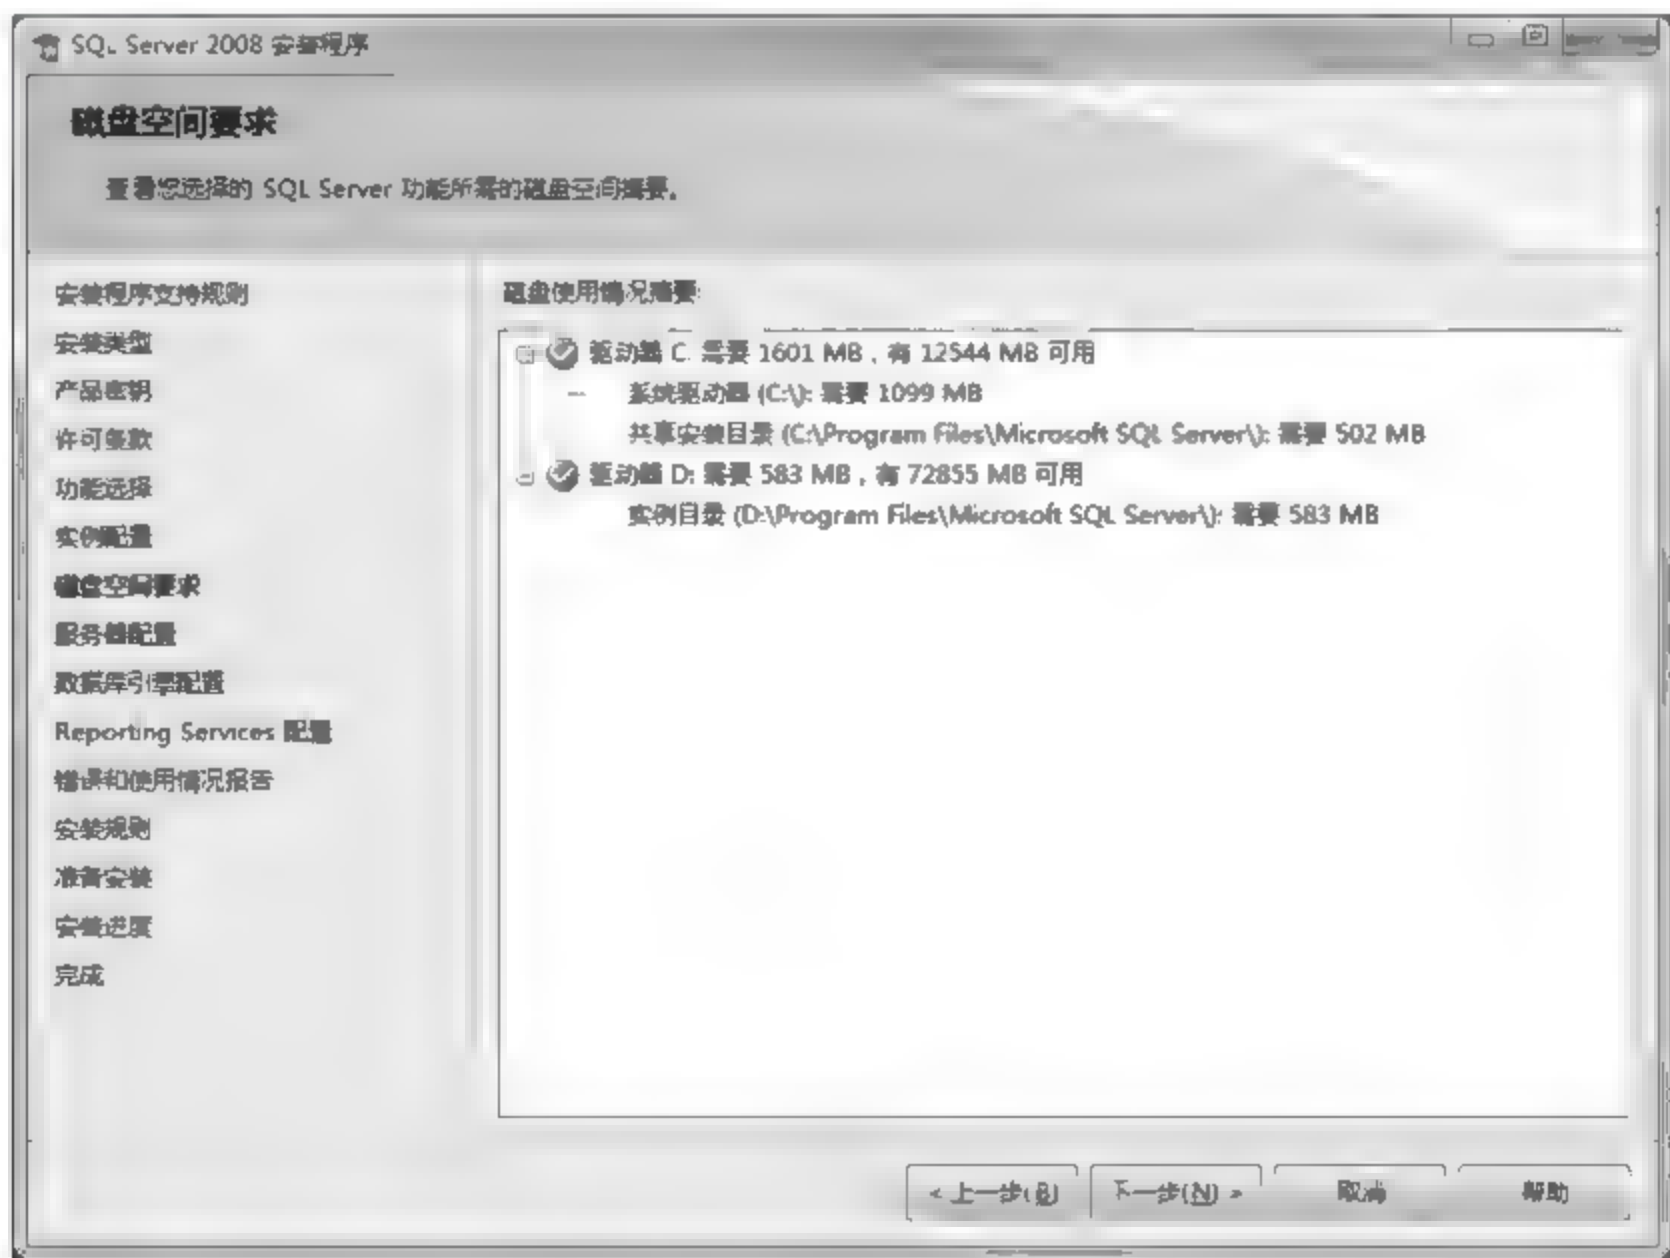 SQL Server 2008 安装程序
磁盘空间要求
查看您选择的 SQL Server 功能所需的磁盘空间摘要。
安装程序支持规则
安装类型
产品密钥
许可条款
功能选择
实例配置
磁盘空间要求
服务器配置
数据库引擎配置
Reporting Services 配置
错误和使用情况报告
安装规则
准备安装
安装进度
完成
磁盘使用情况摘要:
驱动器 C: 需要 1601 MB，有 12544 MB 可用
系统驱动器 (C:\): 需要 1099 MB
共享安装目录 (C:\Program Files\Microsoft SQL Server\): 需要 502 MB
驱动器 D: 需要 583 MB，有 72855 MB 可用
实例目录 (D:\Program Files\Microsoft SQL Server\): 需要 583 MB
< 上一步(B) 下一步(N) > 取消 帮助